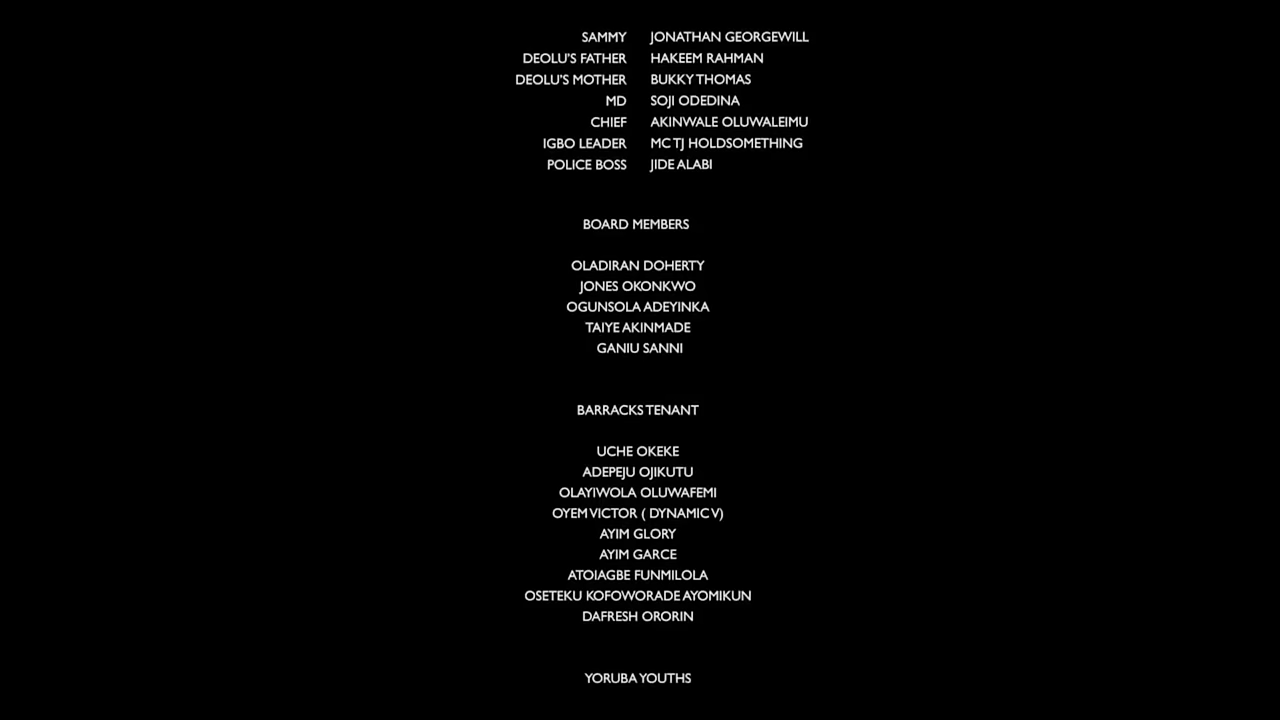 SAMMY JONATHAN GEORGEWILL
DEOLU'S FATHER HAKEEM RAHMAN
DEOLU'S MOTHER BUKKY THOMAS
MD SOJI ODEDINA
CHIEF AKINWALE OLUWALEIMU
IGBO LEADER MC TJ HOLDSOMETHING
POLICE BOSS JIDE ALABI
BOARD MEMBERS
OLADIRAN DOHERTY
JONES OKONKWO
OGUNSOLA ADEYINKA
TAIYE AKINMADE
GANIU SANNI
BARRACKS TENANT
UCHE OKEKE
ADEPEJU OJIKUTU
OLAYIWOLA OLUWAFEMI
OYEM VICTOR ( DYNAMIC V)
AYIM GLORY
AYIM GARCE
ATOIAGBE FUNMILOLA
OSETEKU KOFOWORADE AYOMIKUN
DAFRESH ORORIN
YORUBA YOUTHS